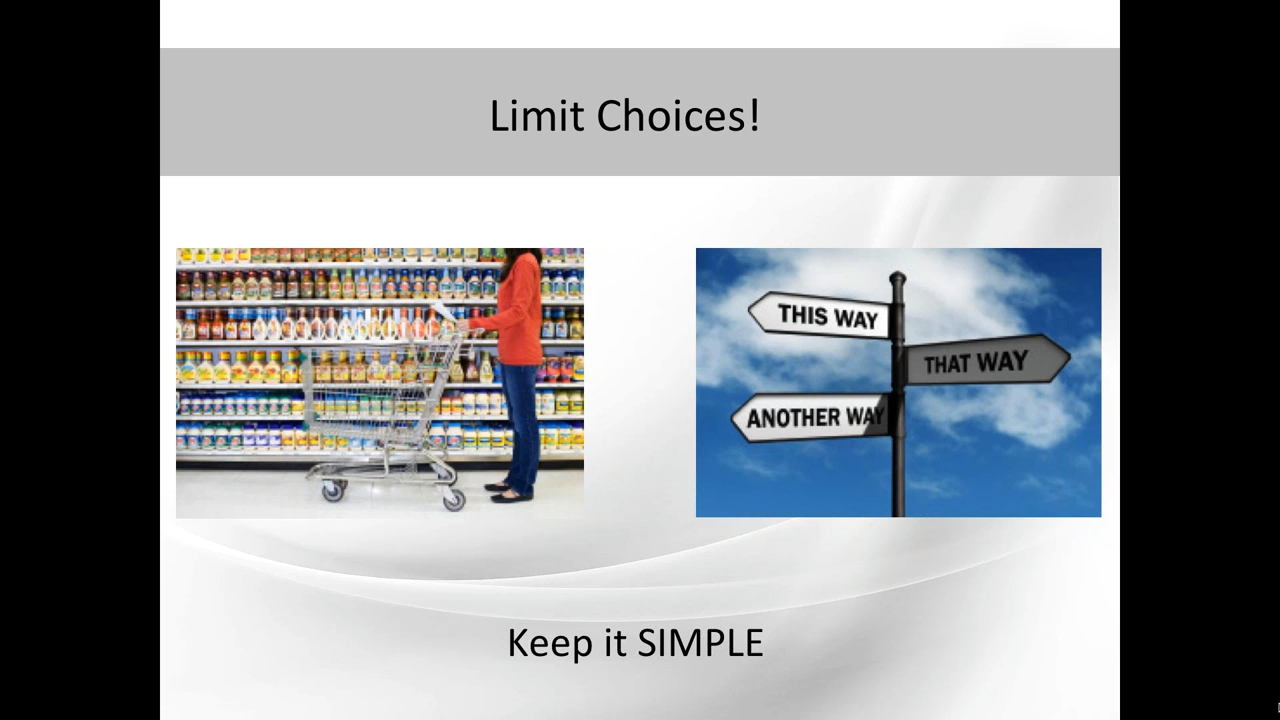 Limit Choices!
THIS WAY
THAT WAY
ANOTHER WAY
Keep it SIMPLE